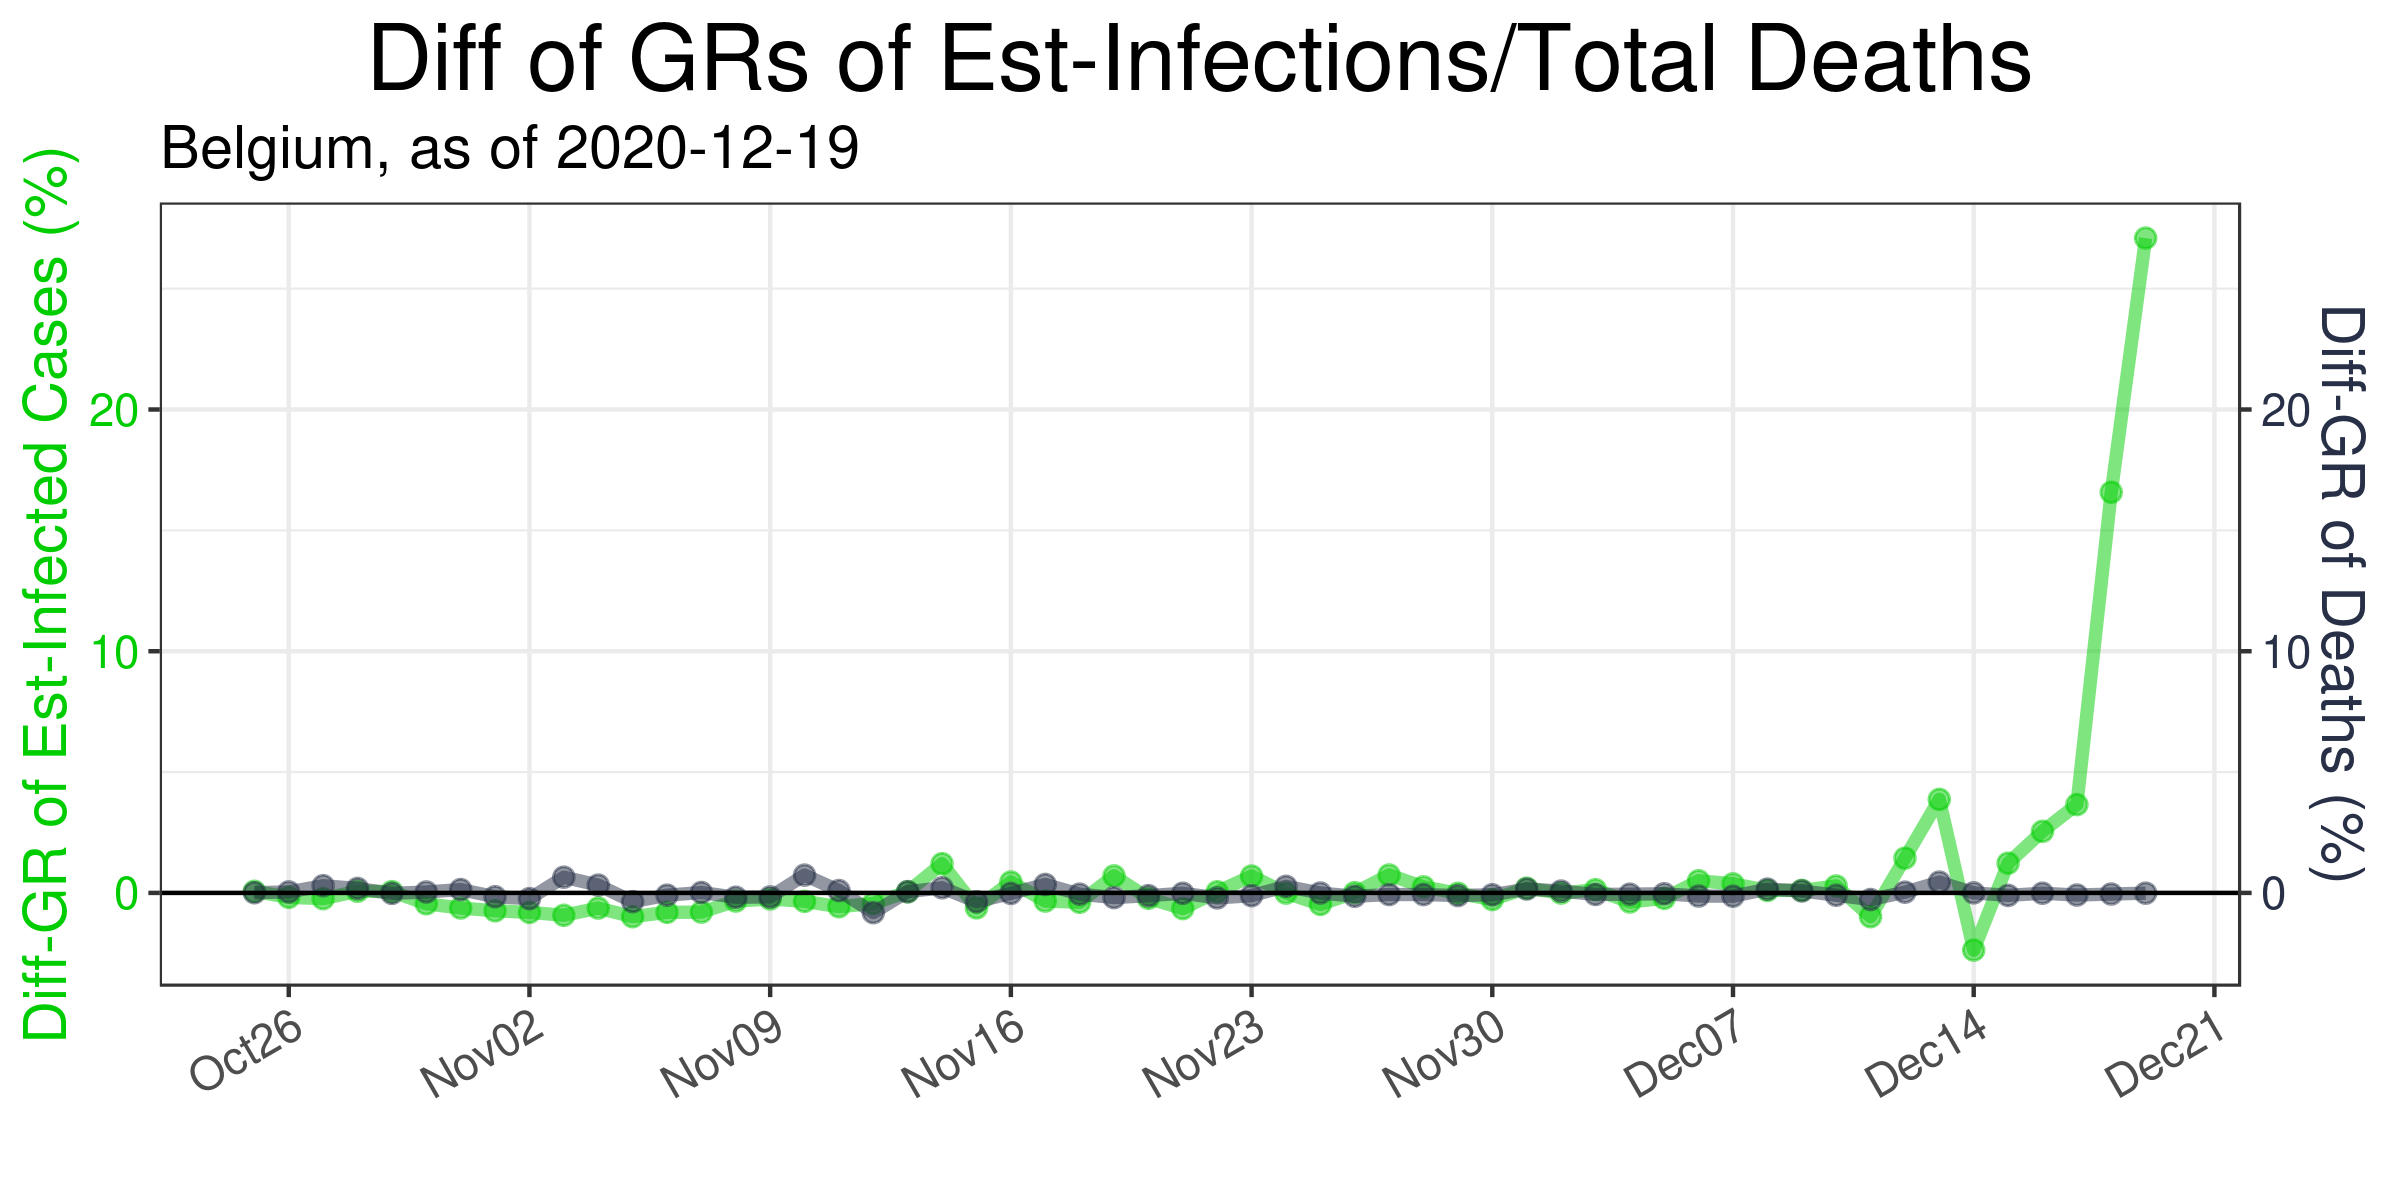 Diff of GRs of Est-Infections/Total Deaths
Belgium, as of 2020-12-19
Diff-GR of Est-Infected Cases (%)
20
10
0
20
10
0
Diff-GR of Deaths (%)
Oct26
Nov02
Nov09
Nov16
Nov23
Nov30
Dec07
Dec14
Dec21